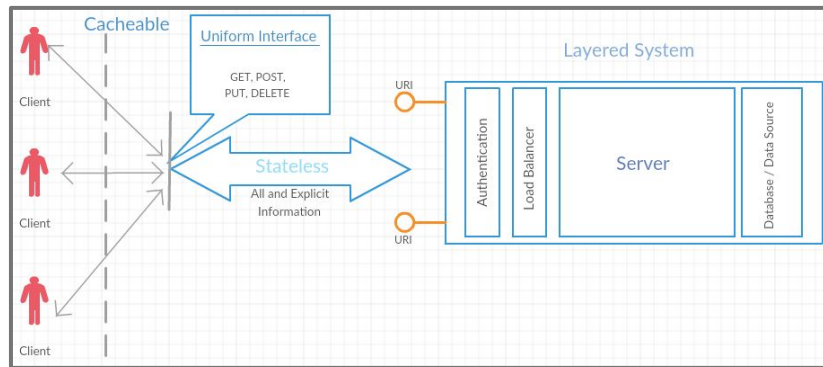 Cacheable
Client
Client
Client
Uniform Interface
GET, POST,
PUT, DELETE
Stateless
All and Explicit
Information
URI
URI
Layered System
Authentication
Load Balancer
Server
Database / Data Source